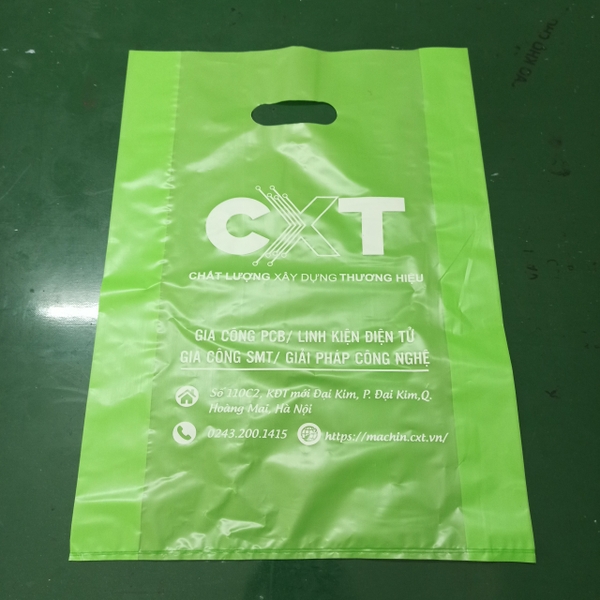 CXT
CHẤT LƯỢNG XÂY DỰNG THƯƠNG HIỆU
GIA CÔNG PCB/ LINH KIỆN ĐIỆN TỬ
GIA CÔNG SMT/ GIẢI PHÁP CÔNG NGHỆ
Số 110C2, KĐT mới Đại Kim, P. Đại Kim,Q.
Hoàng Mai, Hà Nội
0243.200.1415 https://machin.cxt.vn/